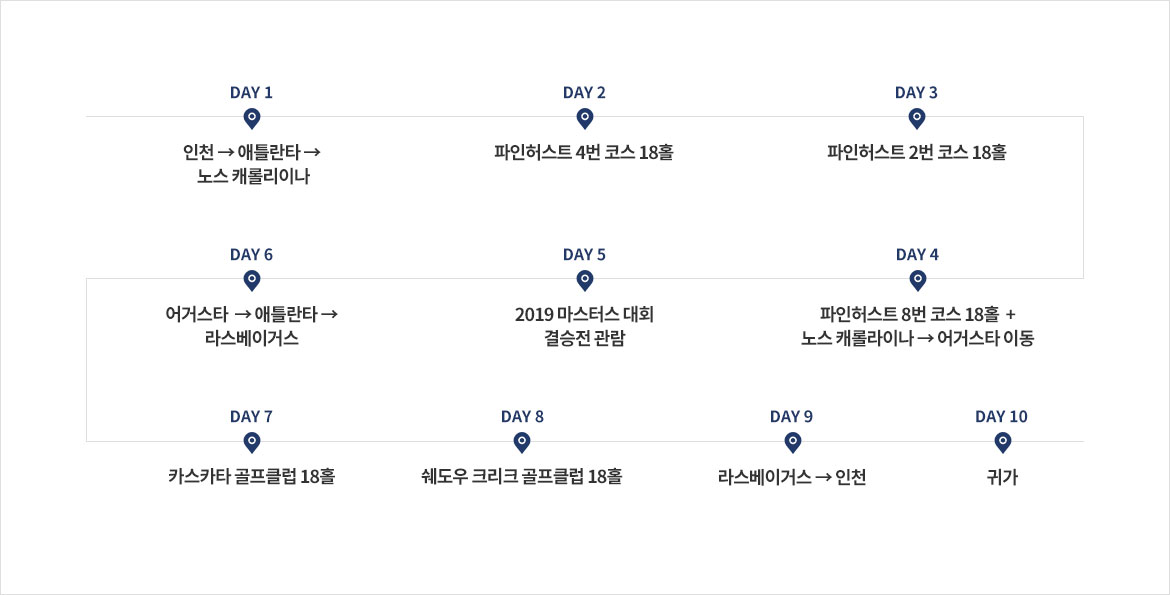 DAY 1
인천 → 애틀란타 →
노스 캐롤리이나
DAY 2
파인허스트 4번 코스 18홀
DAY 3
파인허스트 2번 코스 18홀
DAY 4
파인허스트 8번 코스 18홀 +
노스 캐롤라이나 → 어거스타 이동
DAY 5
2019 마스터스 대회
결승전 관람
DAY 6
어거스타 → 애틀란타 →
라스베이거스
DAY 7
카스카타 골프클럽 18홀
DAY 8
쉐도우 크리크 골프클럽 18홀
DAY 9
라스베이거스 → 인천
DAY 10
귀가